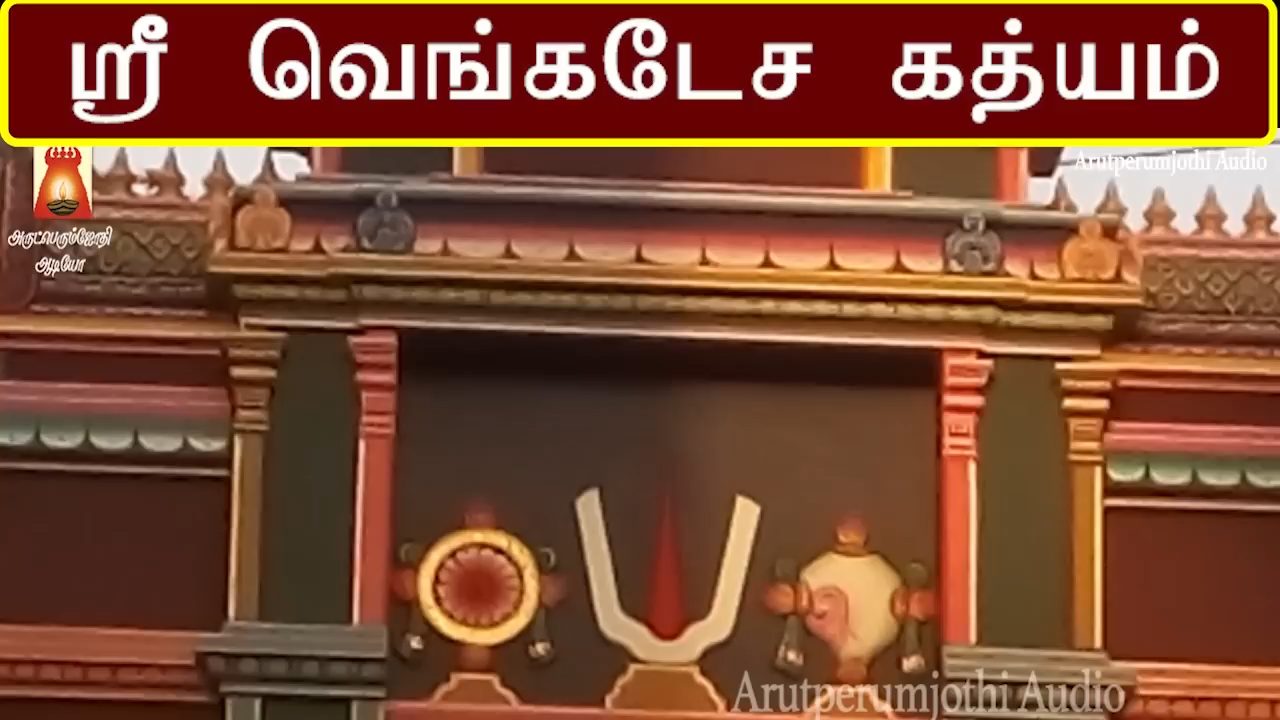 ஸ்ரீ வெங்கடேச கத்யம்
Arutperumjothi Audio
அருட்பெரும்ஜோதி
ஆடியோ
Arutperumjothi Audio